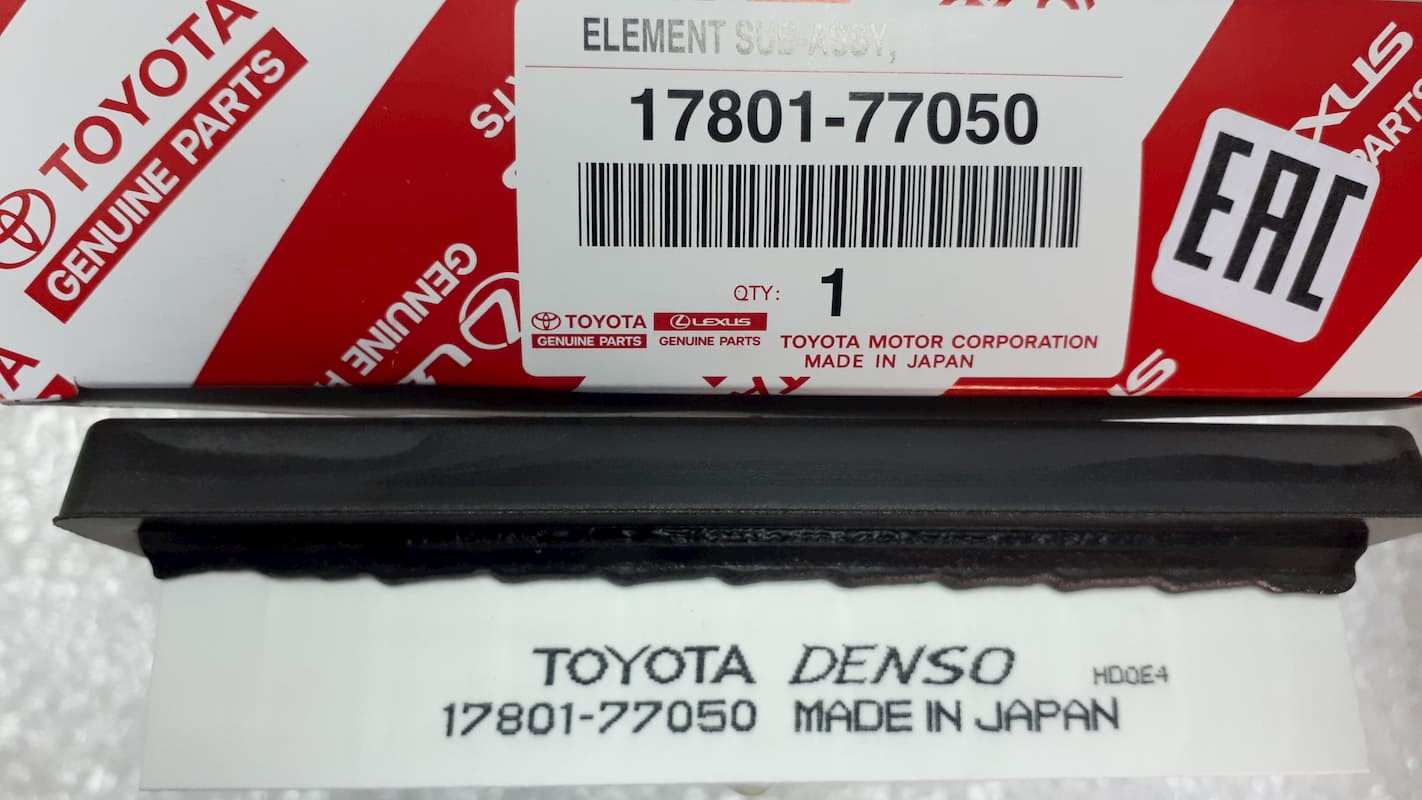 TOYOTA
GENUINE PARTS
ELEMENT SUB-ASSY,
17801-77050
QTY: 1
TOYOTA
GENUINE PARTS
LEXUS
GENUINE PARTS
TOYOTA MOTOR CORPORATION
MADE IN JAPAN
EAC
GENUINE
TOYOTA DENSO HD0E4
17801-77050 MADE IN JAPAN